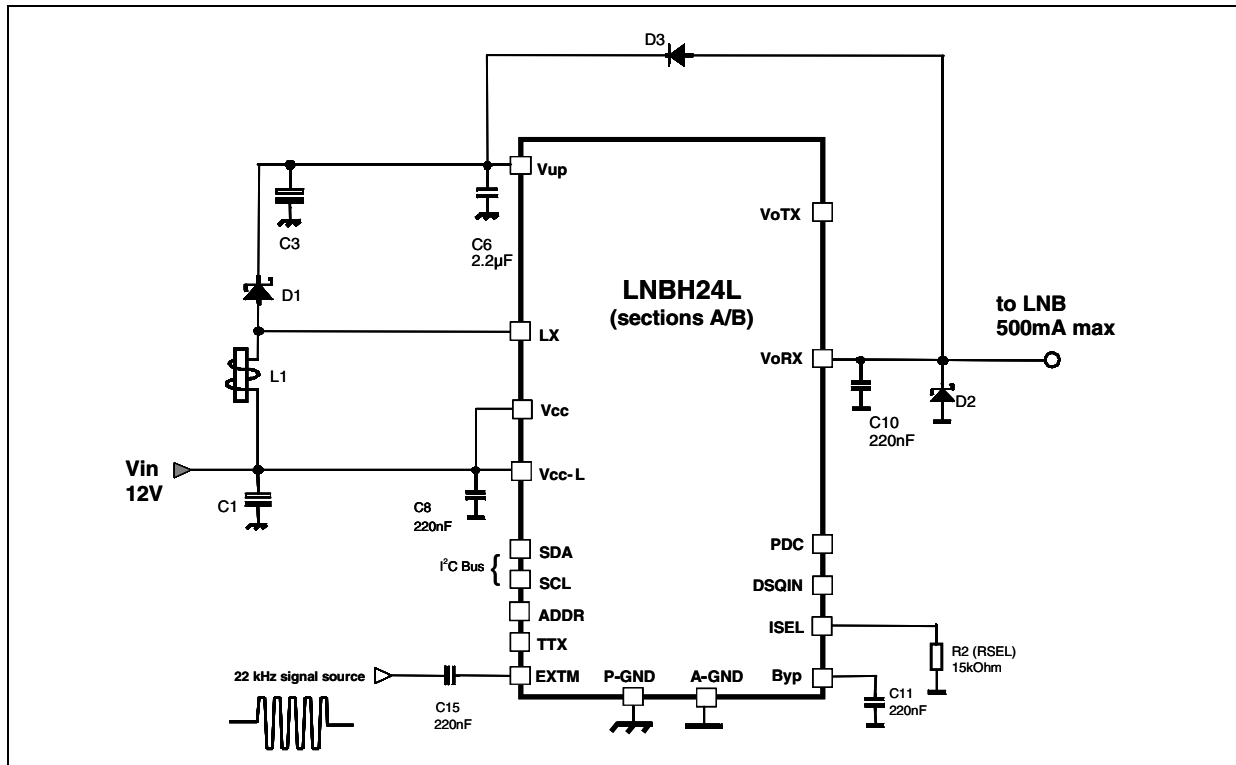 D3
Vup
C3
C6
2.2µF
VoTX
D1
LNBH24L
(sections A/B)
to LNB
500mA max
LX
VoRX
L1
D2
C10
220nF
Vcc
Vin
12V
Vcc-L
C1
C8
220nF
PDC
SDA
I²C Bus {
SCL
DSQIN
ADDR
ISEL
TTX
R2 (RSEL)
15kOhm
22 kHz signal source
EXTM
P-GND
A-GND
Byp
C11
220nF
C15
220nF